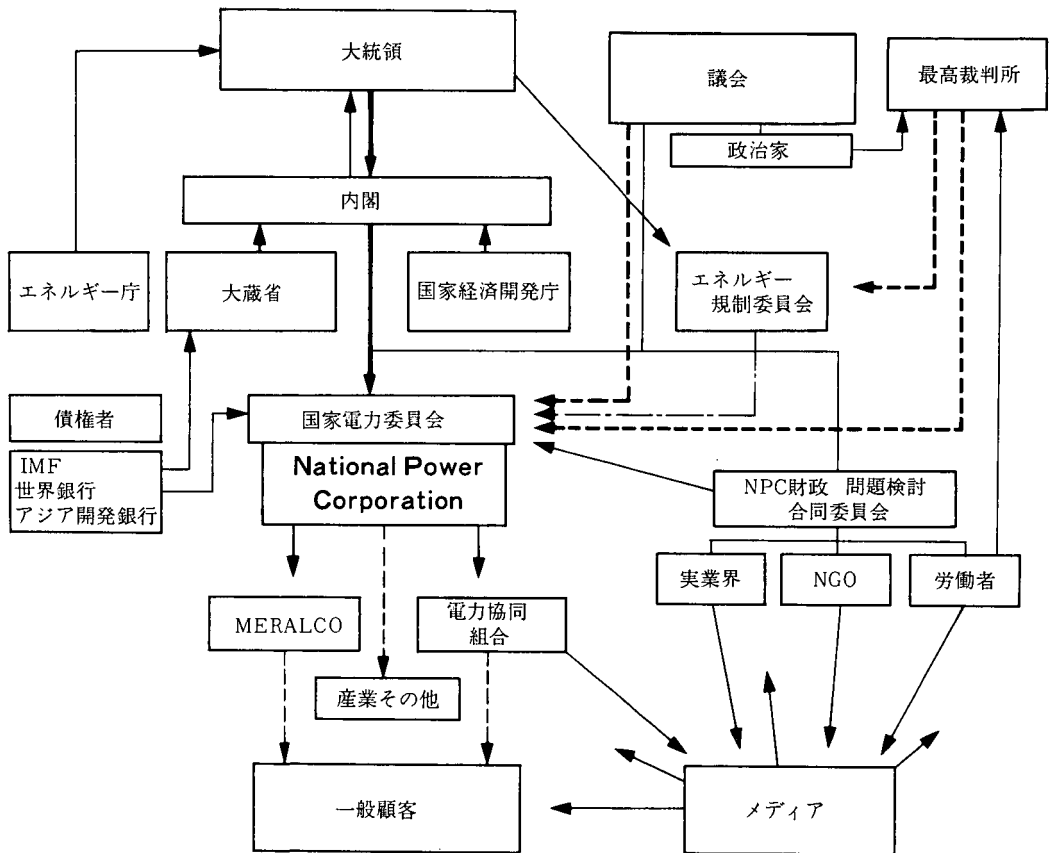 大統領
議会
最高裁判所
政治家
内閣
エネルギー庁
大蔵省
国家経済開発庁
エネルギー
規制委員会
債権者
国家電力委員会
IMF
世界銀行
アジア開発銀行
National Power
Corporation
NPC財政 問題検討
合同委員会
実業界
NGO
労働者
MERALCO
電力協同
組合
産業その他
一般顧客
メディア